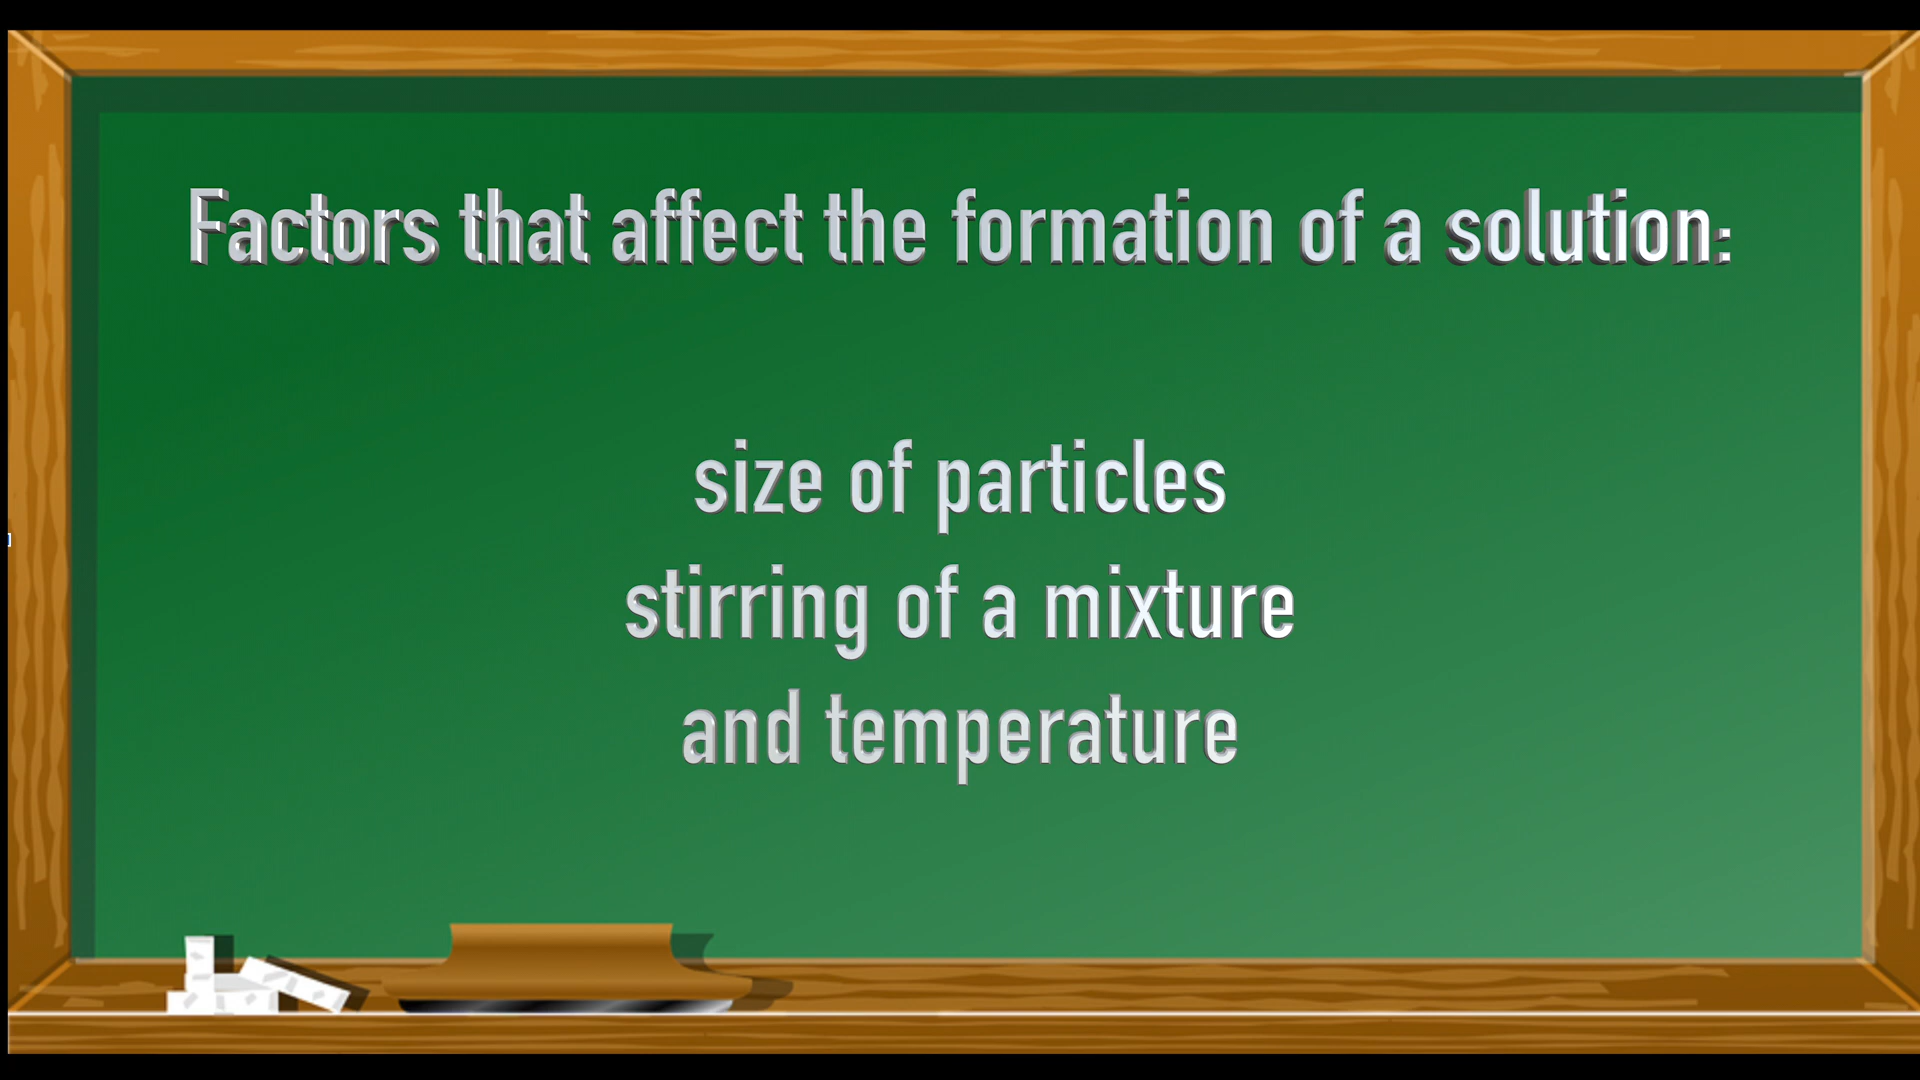 Factors that affect the formation of a solution:
size of particles
stirring of a mixture
and temperature